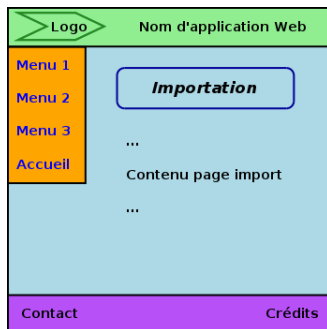 Logo
Nom d'application Web
Menu 1
Menu 2
Menu 3
Accueil
Importation
...
Contenu page import
...
Contact
Crédits